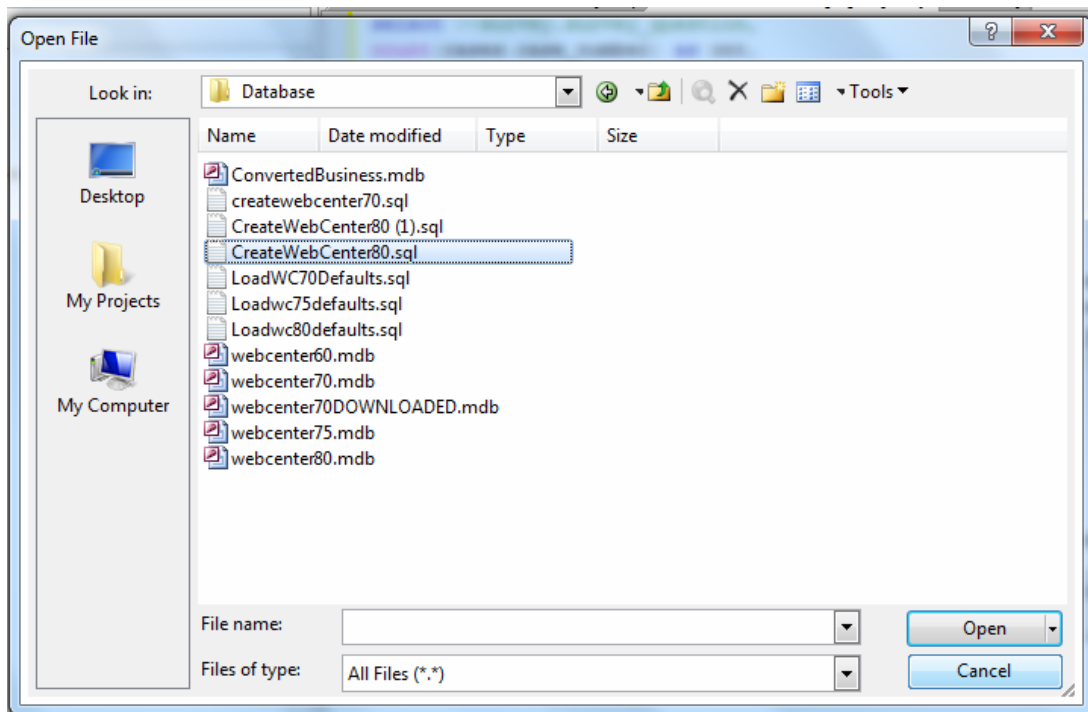 Open File
Look in:
Database
Tools
Name Date modified Type Size
Desktop
My Projects
My Computer
ConvertedBusiness.mdb
createwebcenter70.sql
CreateWebCenter80 (1).sql
CreateWebCenter80.sql
LoadWC70Defaults.sql
Loadwc75defaults.sql
Loadwc80defaults.sql
webcenter60.mdb
webcenter70.mdb
webcenter70DOWNLOADED.mdb
webcenter75.mdb
webcenter80.mdb
File name:
Open
Files of type:
All Files (*.*)
Cancel